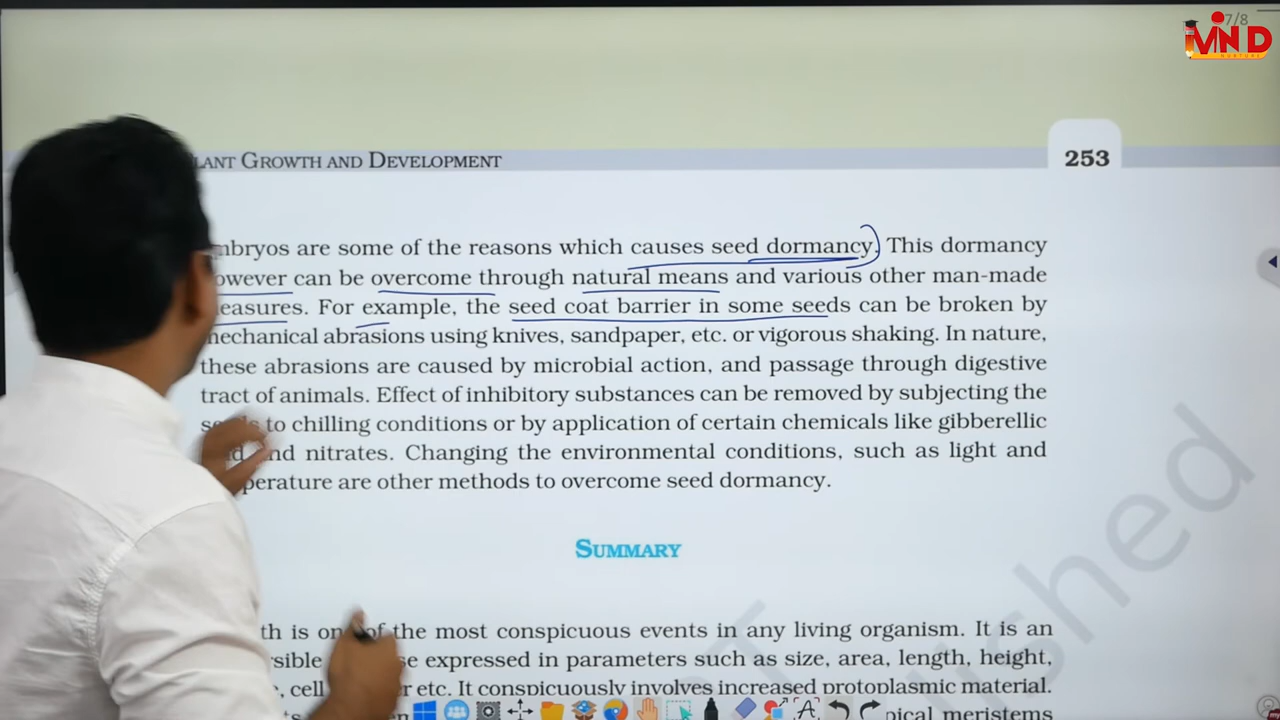 7/8
MIND
NURTURE
LANT GROWTH AND DEVELOPMENT
253
mbryos are some of the reasons which causes seed dormancy. This dormancy
owever can be overcome through natural means and various other man-made
easures. For example, the seed coat barrier in some seeds can be broken by
mechanical abrasions using knives, sandpaper, etc. or vigorous shaking. In nature,
these abrasions are caused by microbial action, and passage through digestive
tract of animals. Effect of inhibitory substances can be removed by subjecting the
to chilling conditions or by application of certain chemicals like gibberellic
nd nitrates. Changing the environmental conditions, such as light and
perature are other methods to overcome seed dormancy.
SUMMARY
th is one of the most conspicuous events in any living organism. It is an
rsible expressed in parameters such as size, area, length, height,
, cell etc. It conspicuously involves increased protoplasmic material.
pical meristems
ished